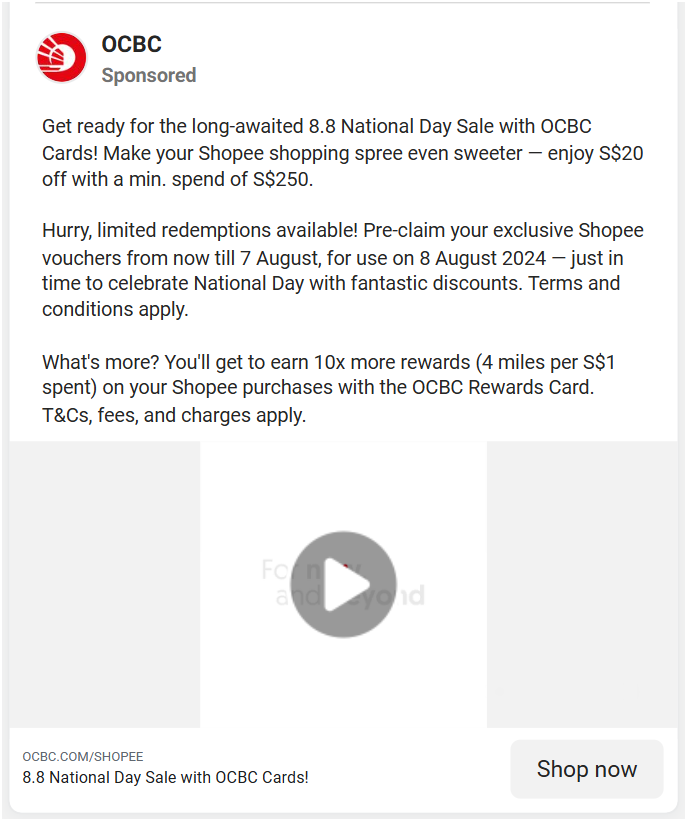 OCBC
Sponsored
Get ready for the long-awaited 8.8 National Day Sale with OCBC
Cards! Make your Shopee shopping spree even sweeter — enjoy S$20
off with a min. spend of S$250.
Hurry, limited redemptions available! Pre-claim your exclusive Shopee
vouchers from now till 7 August, for use on 8 August 2024 — just in
time to celebrate National Day with fantastic discounts. Terms and
conditions apply.
What's more? You'll get to earn 10x more rewards (4 miles per S$1
spent) on your Shopee purchases with the OCBC Rewards Card.
T&Cs, fees, and charges apply.
For now
and beyond
OCBC.COM/SHOPEE
8.8 National Day Sale with OCBC Cards!
Shop now